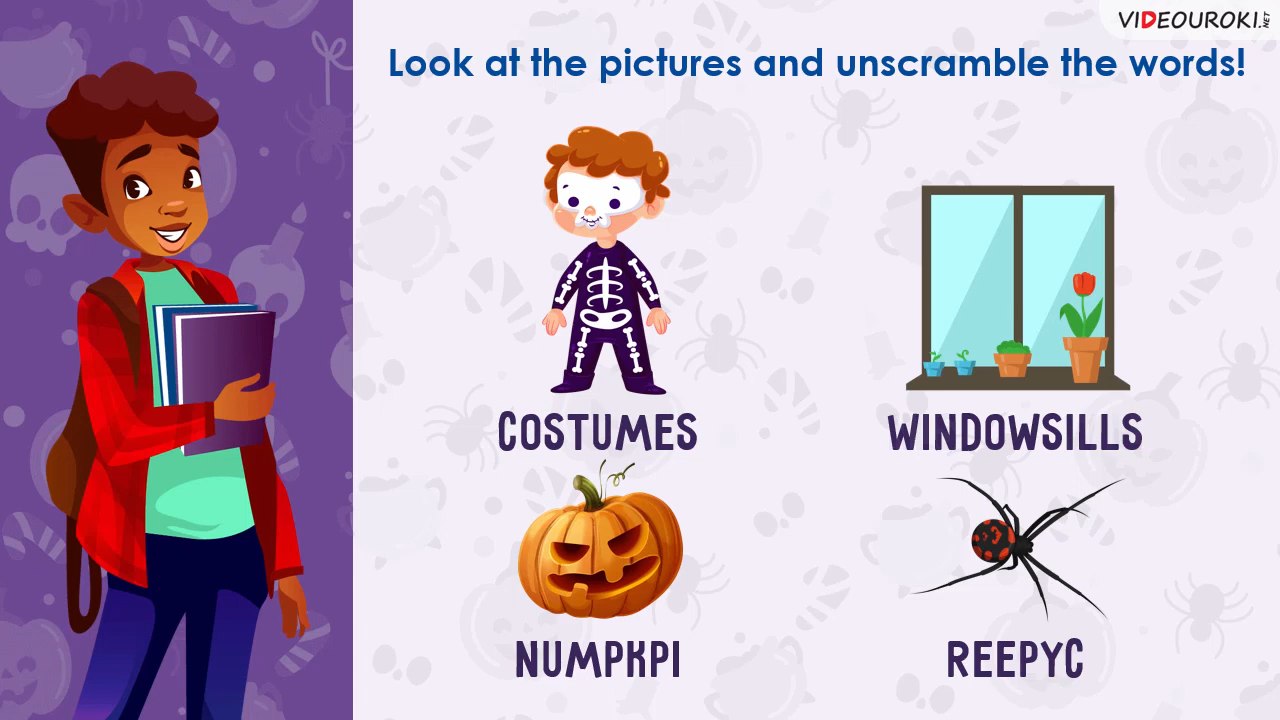 VIDEOUROKI.NET
Look at the pictures and unscramble the words!
COSTUMES
WINDOWSILLS
NUMPKPI
REEPYC